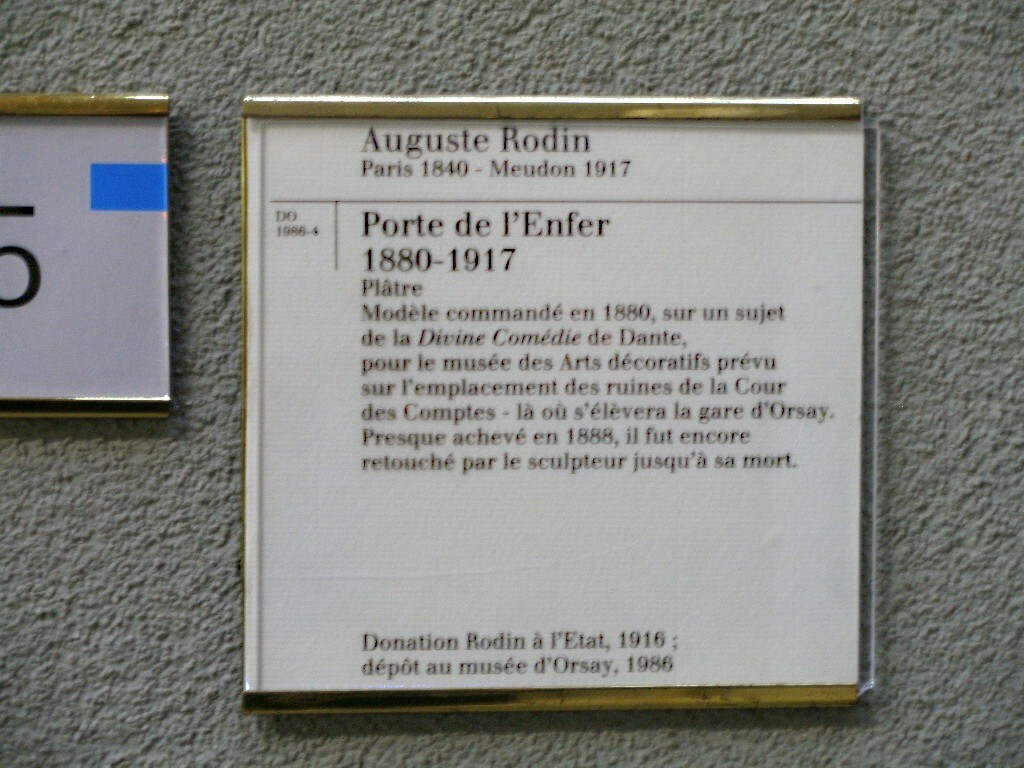 Auguste Rodin
Paris 1840 - Meudon 1917
DO
1986-4
Porte de l'Enfer
1880-1917
Plâtre
Modèle commandé en 1880, sur un sujet
de la Divine Comédie de Dante,
pour le musée des Arts décoratifs prévu
sur l'emplacement des ruines de la Cour
des Comptes - là où s'élèvera la gare d'Orsay.
Presque achevé en 1888, il fut encore
retouché par le sculpteur jusqu'à sa mort.
Donation Rodin à l'Etat, 1916 ;
dépôt au musée d'Orsay, 1986